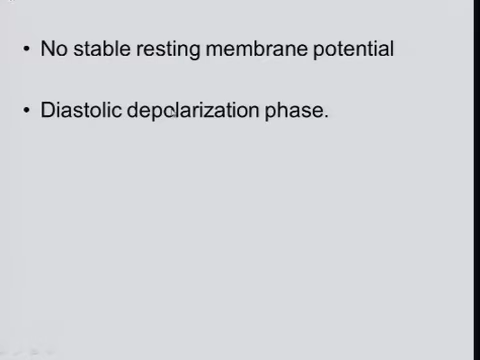 • No stable resting membrane potential
• Diastolic depolarization phase.